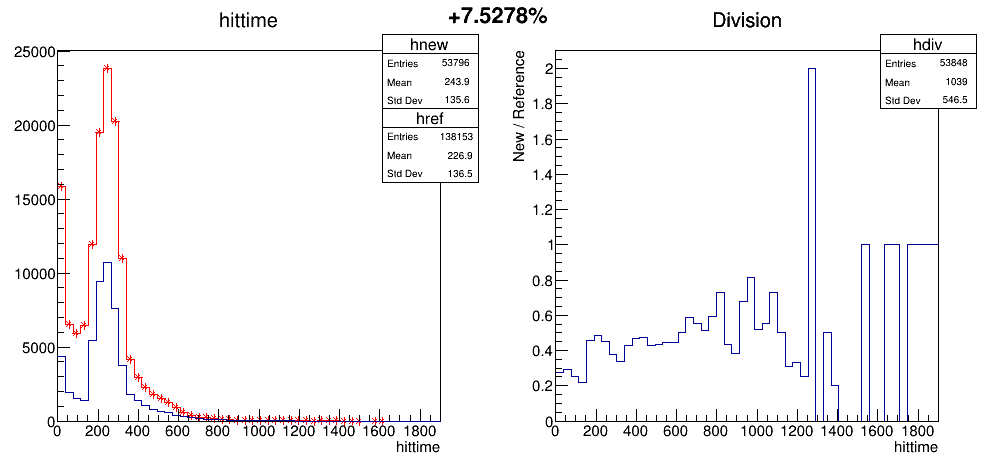 +7.5278%
hittime
hnew
Entries 53796
Mean 243.9
Std Dev 135.6
href
Entries 138153
Mean 226.9
Std Dev 136.5
25000
20000
15000
10000
5000
0
0 200 400 600 800 1000 1200 1400 1600 1800
hittime
Division
hdiv
Entries 53848
Mean 1039
Std Dev 546.5
New / Reference
2
1.8
1.6
1.4
1.2
1
0.8
0.6
0.4
0.2
0
0 200 400 600 800 1000 1200 1400 1600 1800
hittime